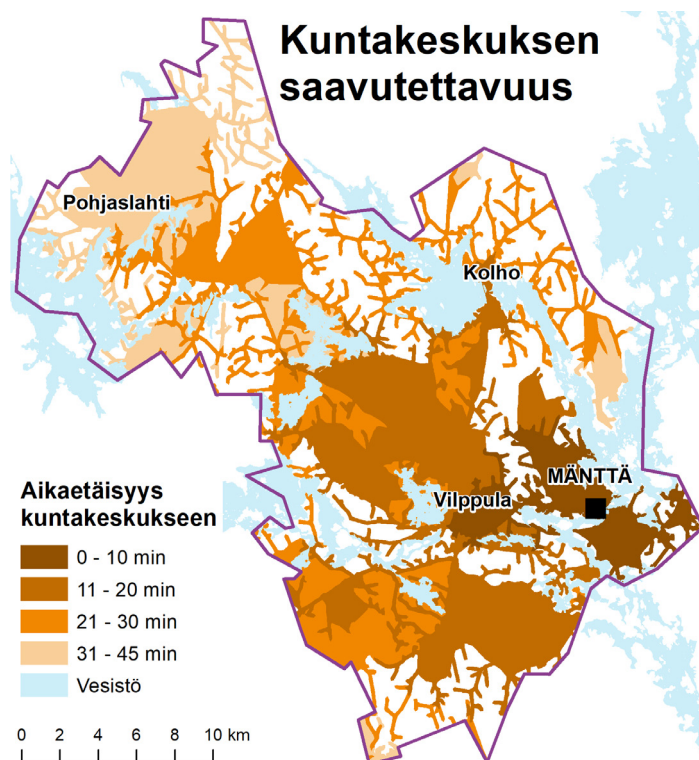 Kuntakeskuksen
saavutettavuus
Pohjaslahti
Kolho
MÄNTTÄ
Vilppula
Aikaetäisyys
kuntakeskukseen
0 - 10 min
11 - 20 min
21 - 30 min
31 - 45 min
Vesistö
0 2 4 6 8 10 km